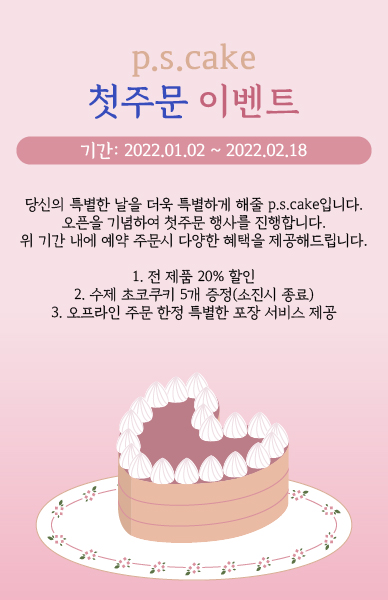 p.s.cake
첫주문 이벤트
기간: 2022.01.02 ~ 2022.02.18
당신의 특별한 날을 더욱 특별하게 해줄 p.s.cake입니다.
오픈을 기념하여 첫주문 행사를 진행합니다.
위 기간 내에 예약 주문시 다양한 혜택을 제공해드립니다.
1. 전 제품 20% 할인
2. 수제 초코쿠키 5개 증정(소진시 종료)
3. 오프라인 주문 한정 특별한 포장 서비스 제공